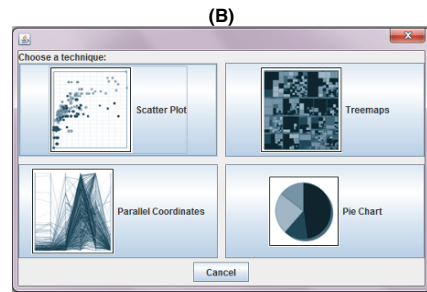 (B)
Choose a technique:
Scatter Plot
Treemaps
Parallel Coordinates
Pie Chart
Cancel